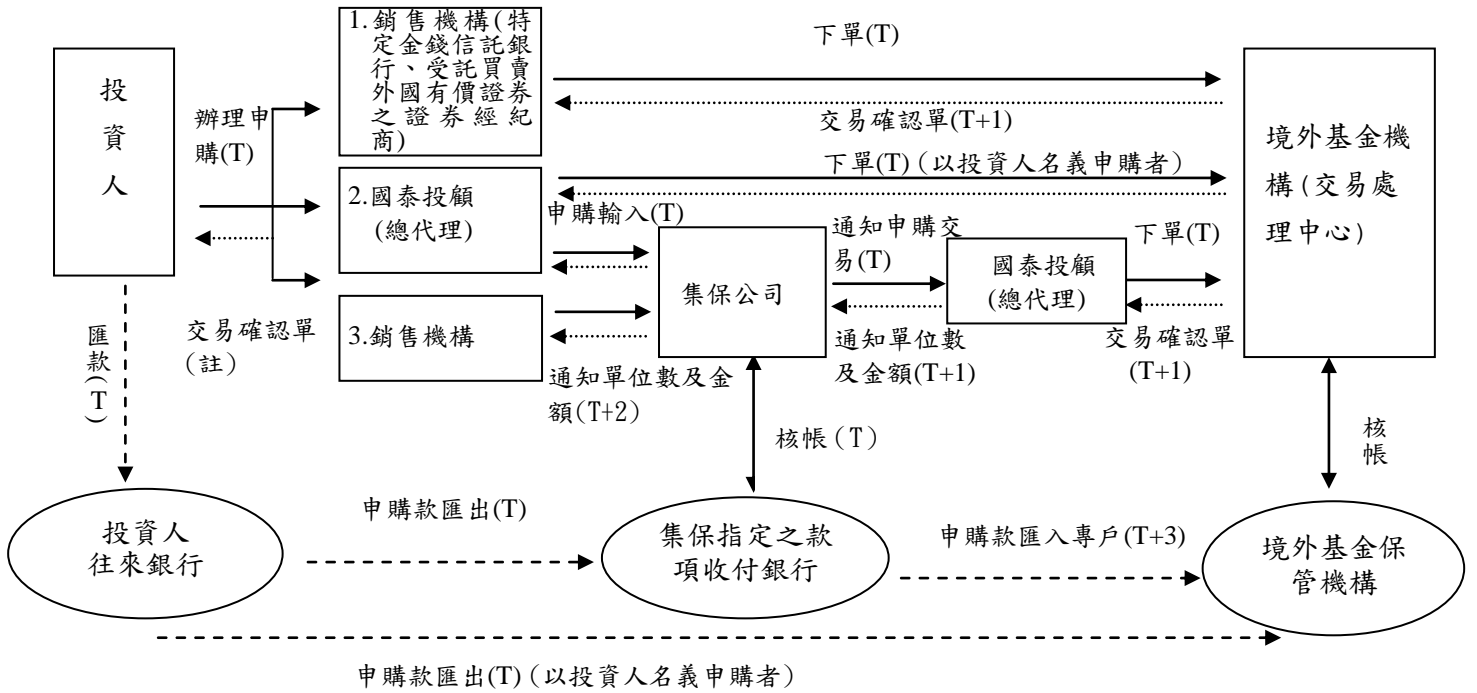 投
資
人
辦理申
購(T)
1.銷售機構(特
定金錢信託銀
行、受託買賣
外國有價證券
之證券經紀
商)
下單(T)
交易確認單(T+1)
下單(T)(以投資人名義申購者)
境外基金機
構(交易處
理中心)
2.國泰投顧
(總代理)
申購輸入(T)
集保公司
通知申購交
易(T)
國泰投顧
(總代理)
下單(T)
交易確認單
(註)
3.銷售機構
通知單位數及金
額(T+2)
通知單位數
及金額(T+1)
交易確認單
(T+1)
匯款(T)
核帳(T)
核
帳
投資人
往來銀行
申購款匯出(T)
集保指定之款
項收付銀行
申購款匯入專戶(T+3)
境外基金保
管機構
申購款匯出(T)(以投資人名義申購者)